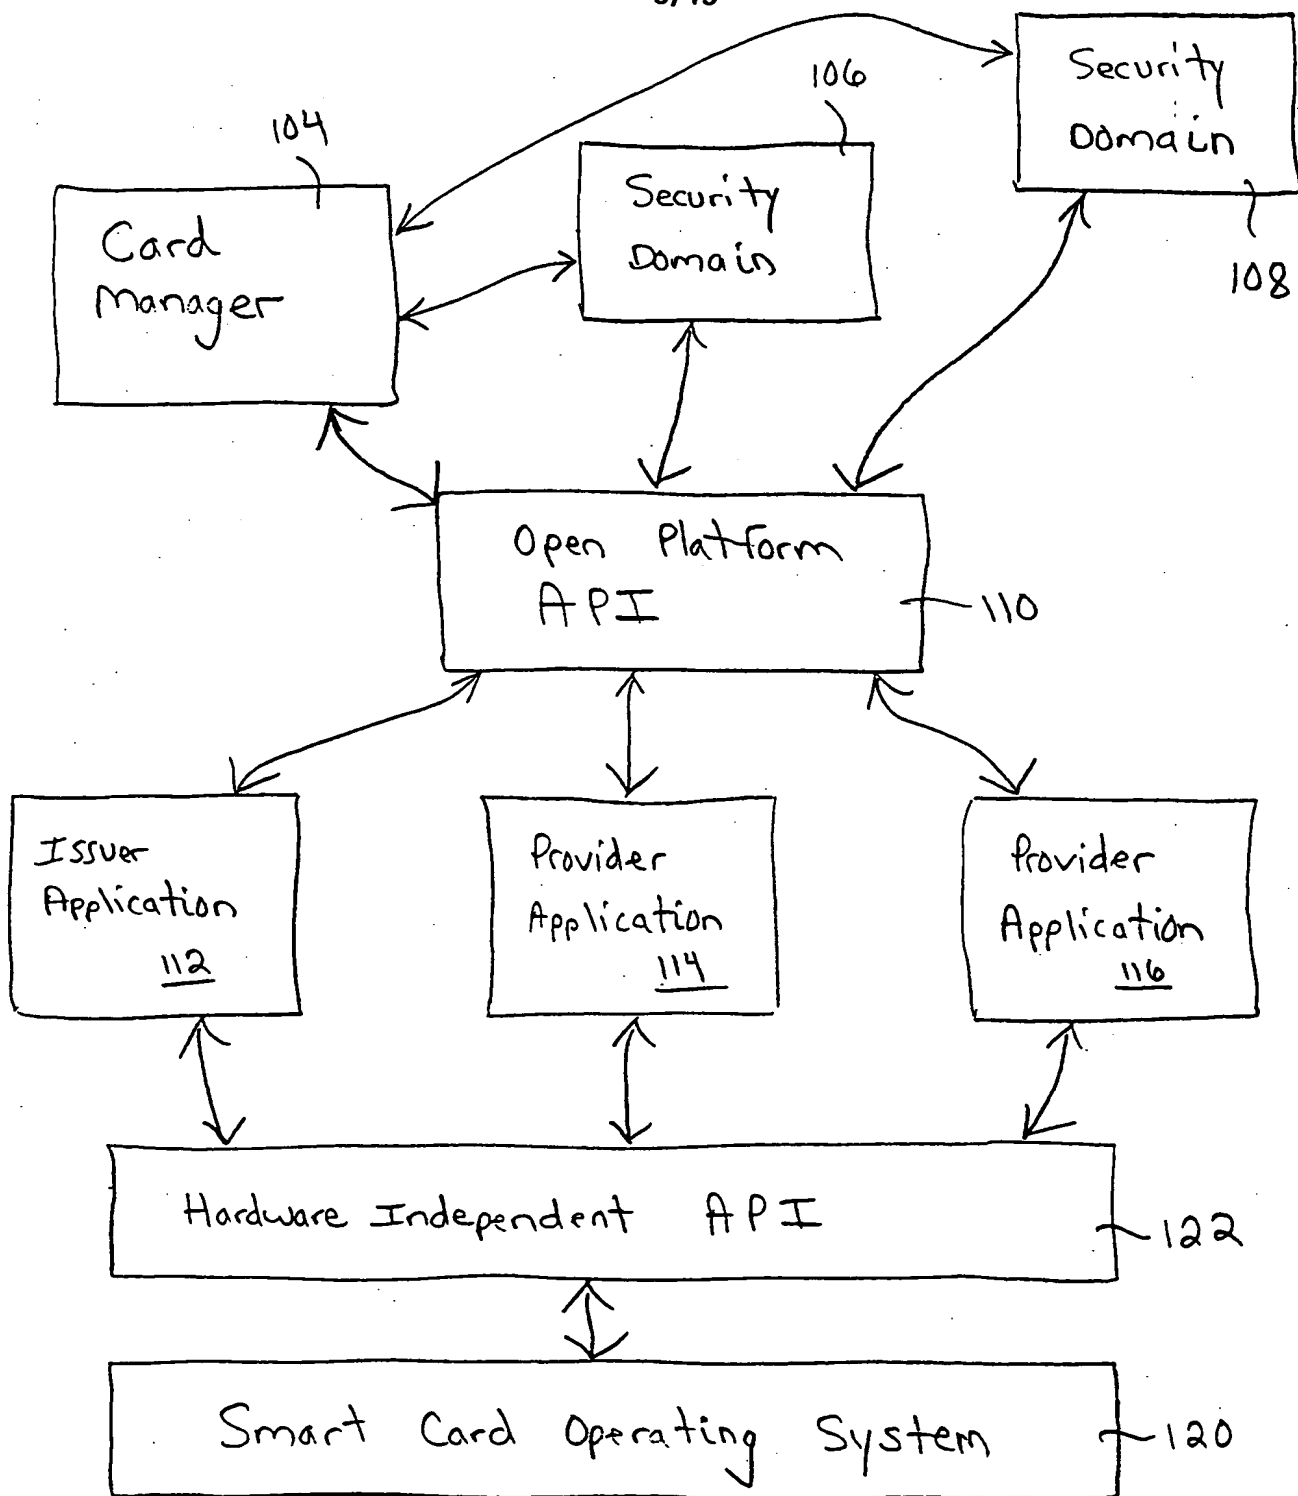 106
Security
Domain
104
Security
Domain
Card
Manager
108
Open Platform
API
110
Issuer
Application
112
Provider
Application
114
Provider
Application
116
Hardware Independent API
122
Smart Card Operating System
120